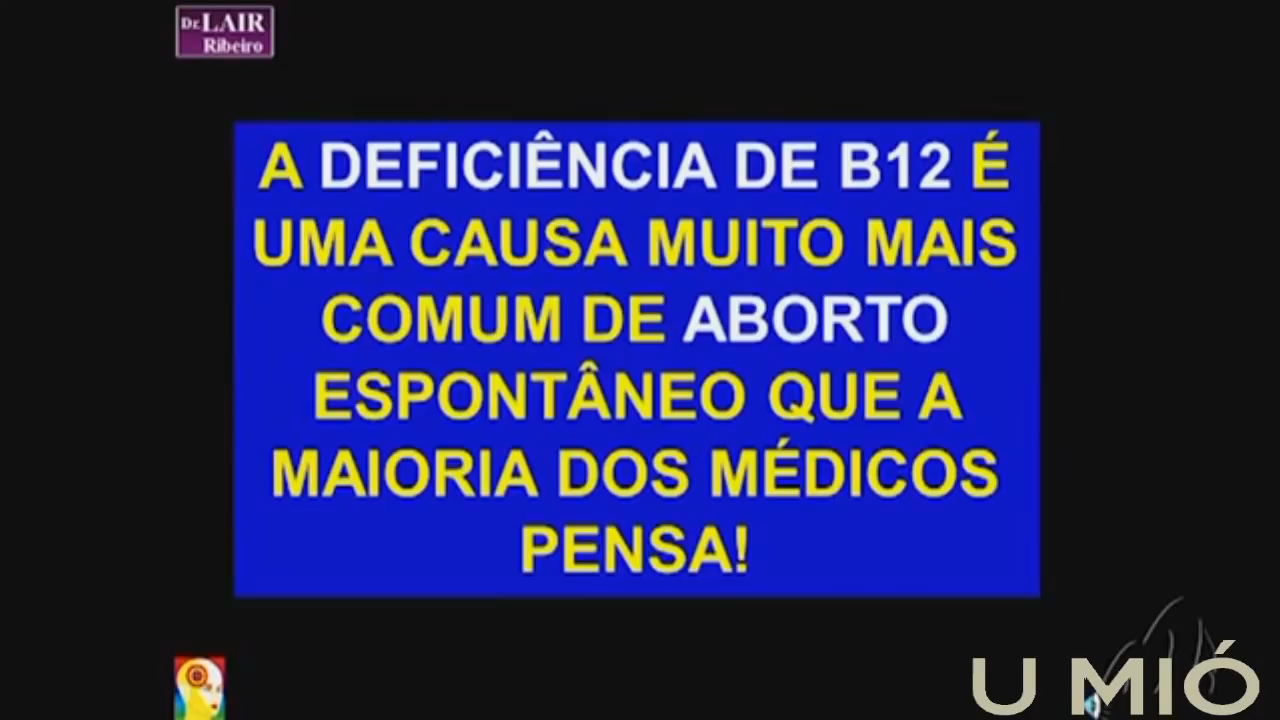 Dr. LAIR
Ribeiro
A DEFICIÊNCIA DE B12 É
UMA CAUSA MUITO MAIS
COMUM DE ABORTO
ESPONTÂNEO QUE A
MAIORIA DOS MÉDICOS
PENSA!
U MIÓ